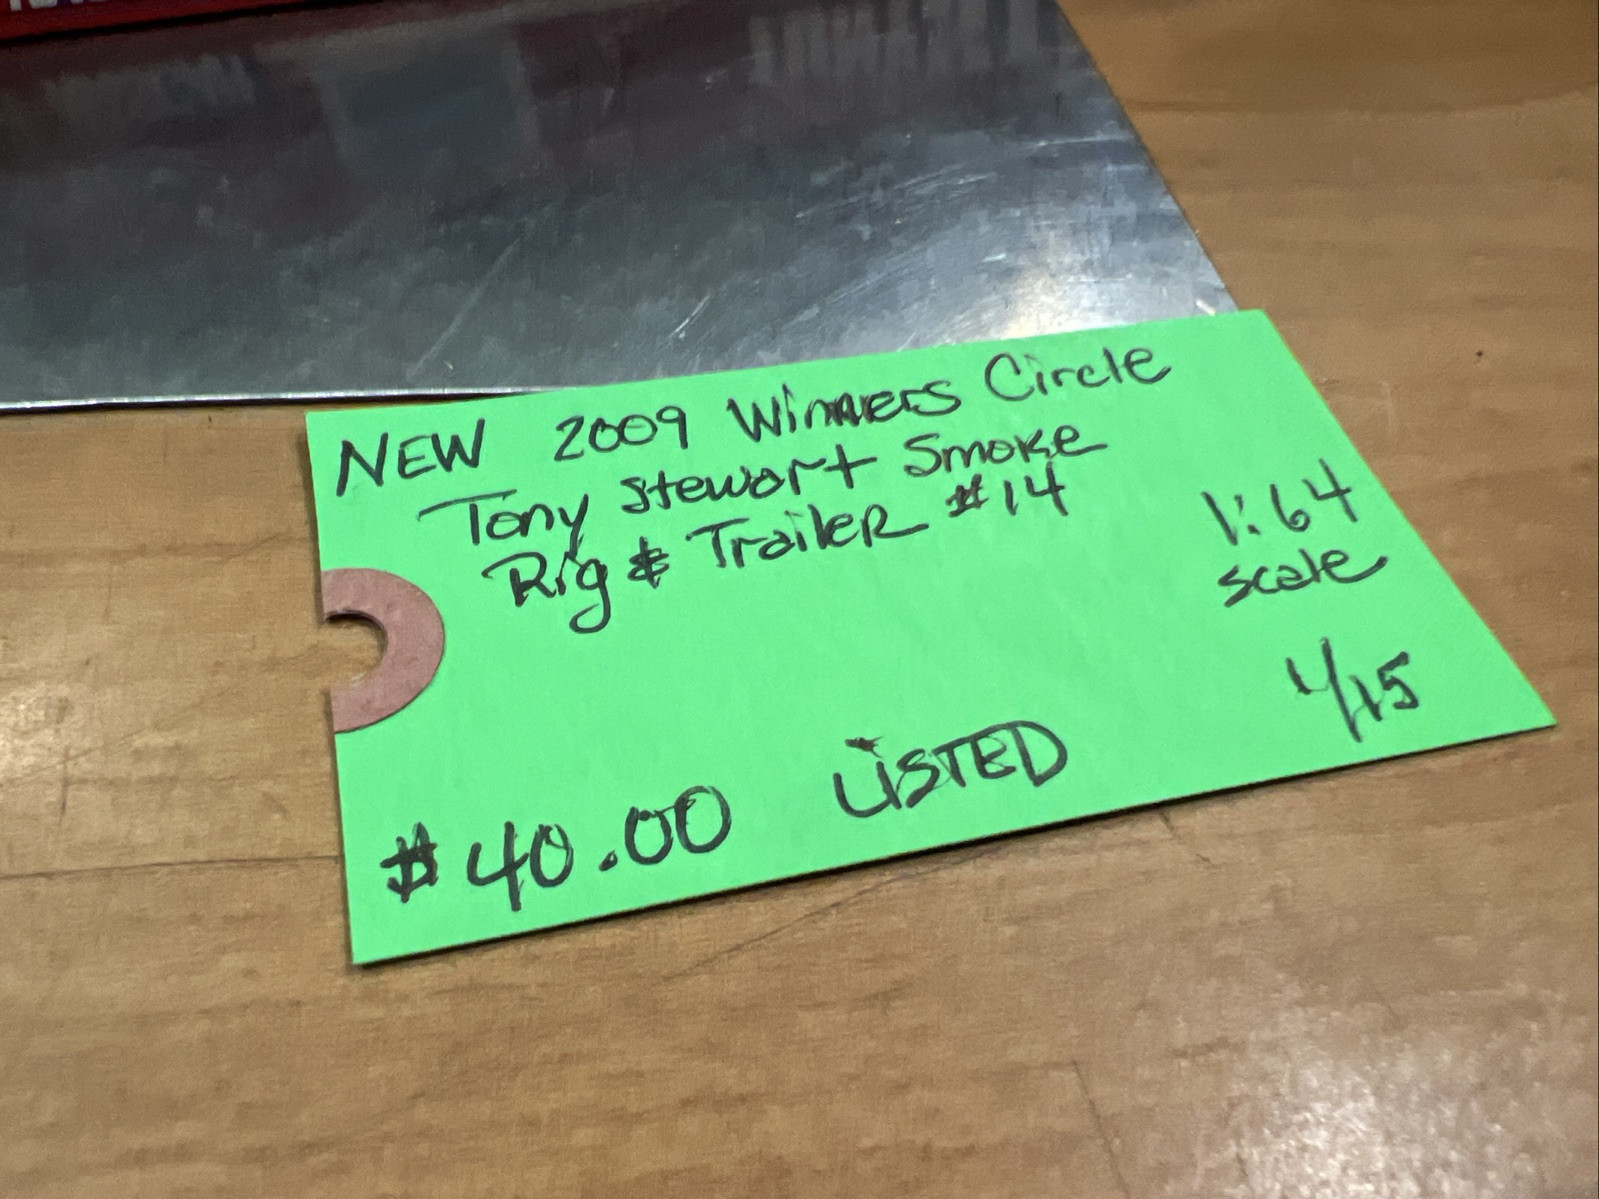 NEW 2009 Winners Circle
Tony Stewart Smoke
Rig & Trailer #14
1:64
scale
4/15
$40.00 LISTED